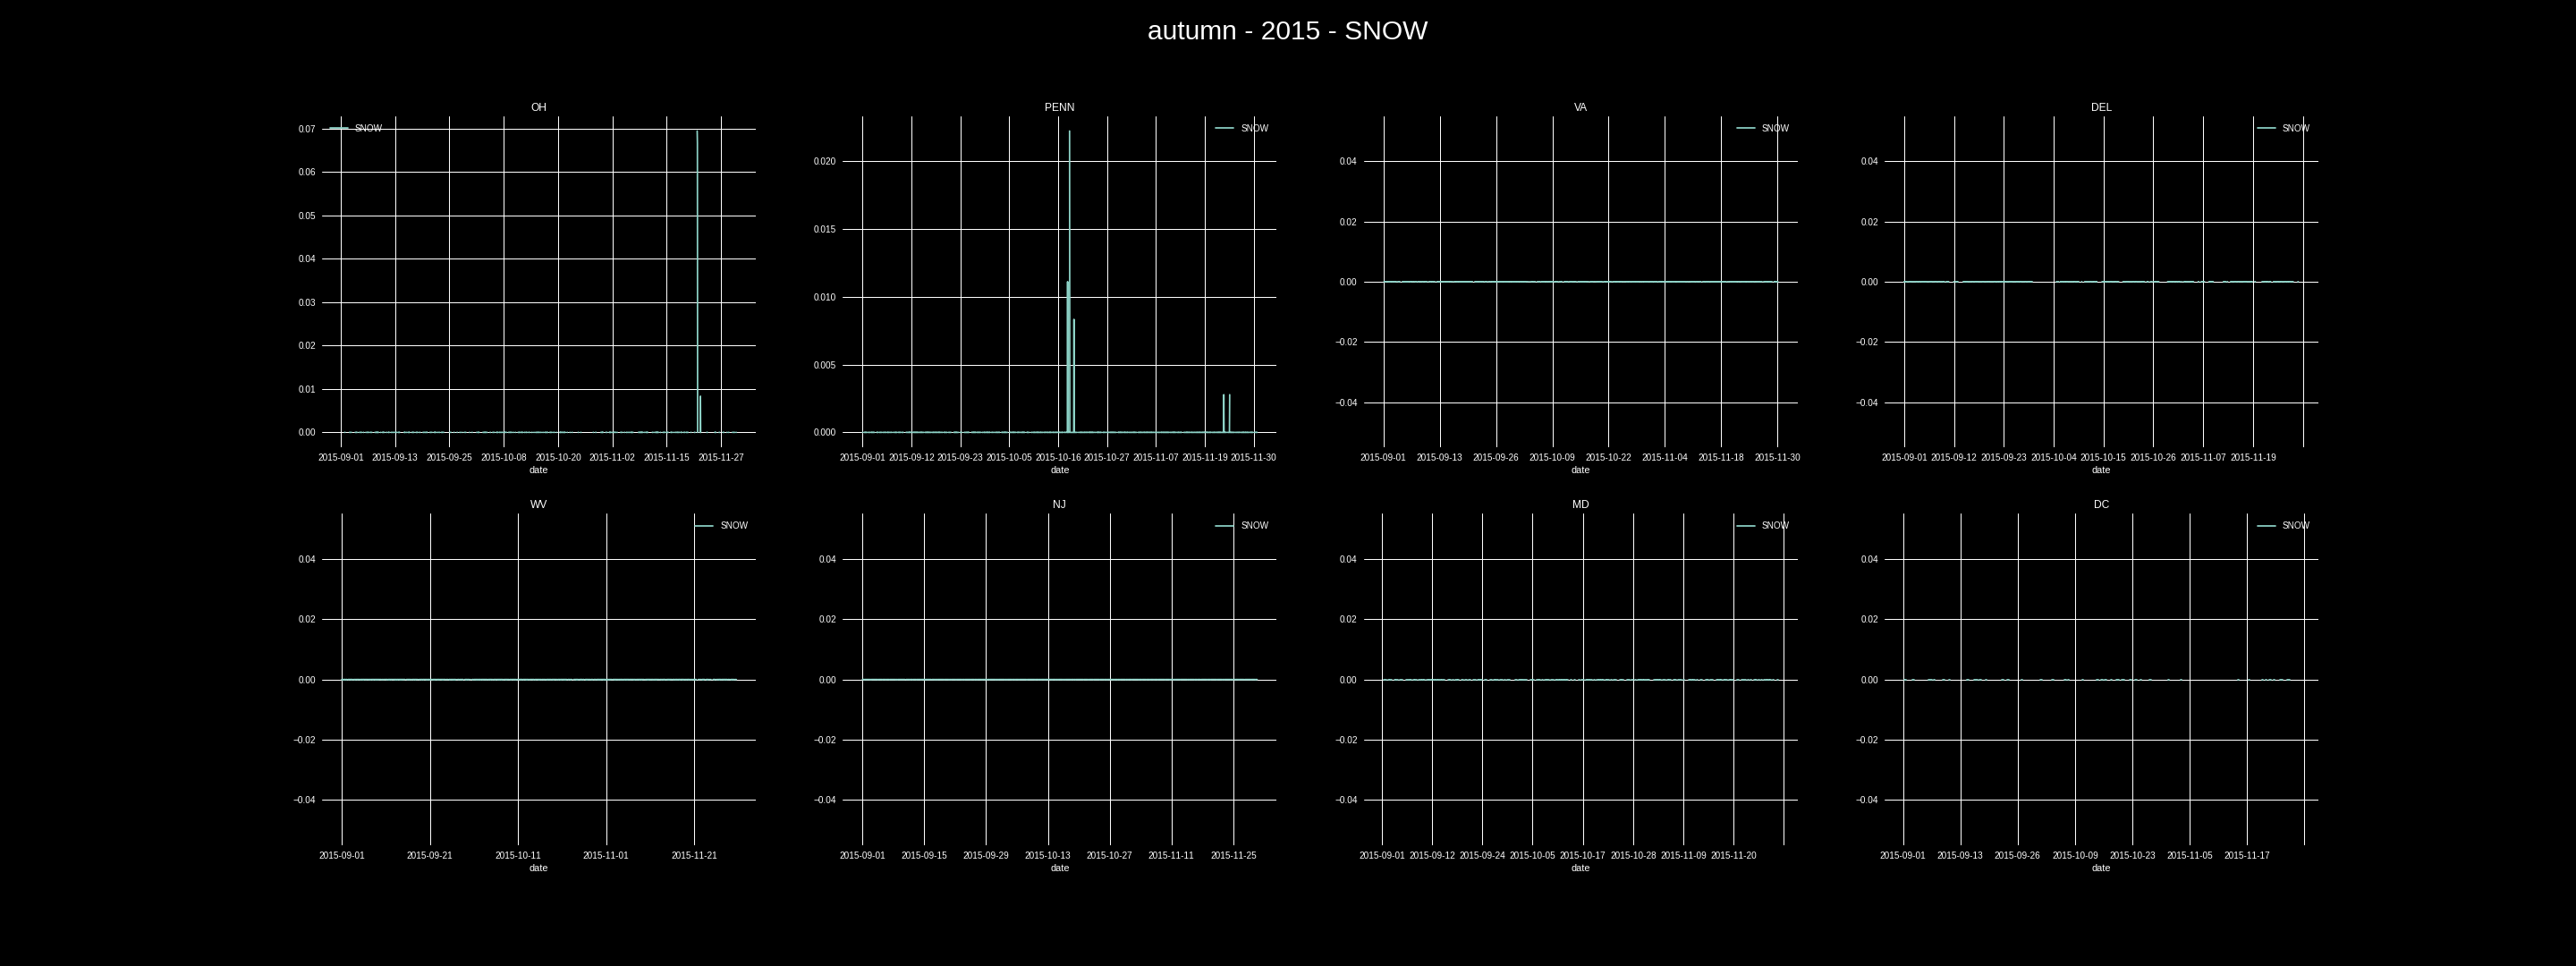 autumn - 2015 - SNOW
OH
SNOW
0.07
0.06
0.05
0.04
0.03
0.02
0.01
0.00
2015-09-01 2015-09-13 2015-09-25 2015-10-08 2015-10-20 2015-11-02 2015-11-15 2015-11-27
date
PENN
SNOW
0.020
0.015
0.010
0.005
0.000
2015-09-01 2015-09-12 2015-09-23 2015-10-05 2015-10-16 2015-10-27 2015-11-07 2015-11-19 2015-11-30
date
VA
SNOW
0.04
0.02
0.00
−0.02
−0.04
2015-09-01 2015-09-13 2015-09-26 2015-10-09 2015-10-22 2015-11-04 2015-11-18 2015-11-30
date
DEL
SNOW
0.04
0.02
0.00
−0.02
−0.04
2015-09-01 2015-09-12 2015-09-23 2015-10-04 2015-10-15 2015-10-26 2015-11-07 2015-11-19
date
WV
SNOW
0.04
0.02
0.00
−0.02
−0.04
2015-09-01 2015-09-21 2015-10-11 2015-11-01 2015-11-21
date
NJ
SNOW
0.04
0.02
0.00
−0.02
−0.04
2015-09-01 2015-09-15 2015-09-29 2015-10-13 2015-10-27 2015-11-11 2015-11-25
date
MD
SNOW
0.04
0.02
0.00
−0.02
−0.04
2015-09-01 2015-09-12 2015-09-24 2015-10-05 2015-10-17 2015-10-28 2015-11-09 2015-11-20
date
DC
SNOW
0.04
0.02
0.00
−0.02
−0.04
2015-09-01 2015-09-13 2015-09-26 2015-10-09 2015-10-23 2015-11-05 2015-11-17
date